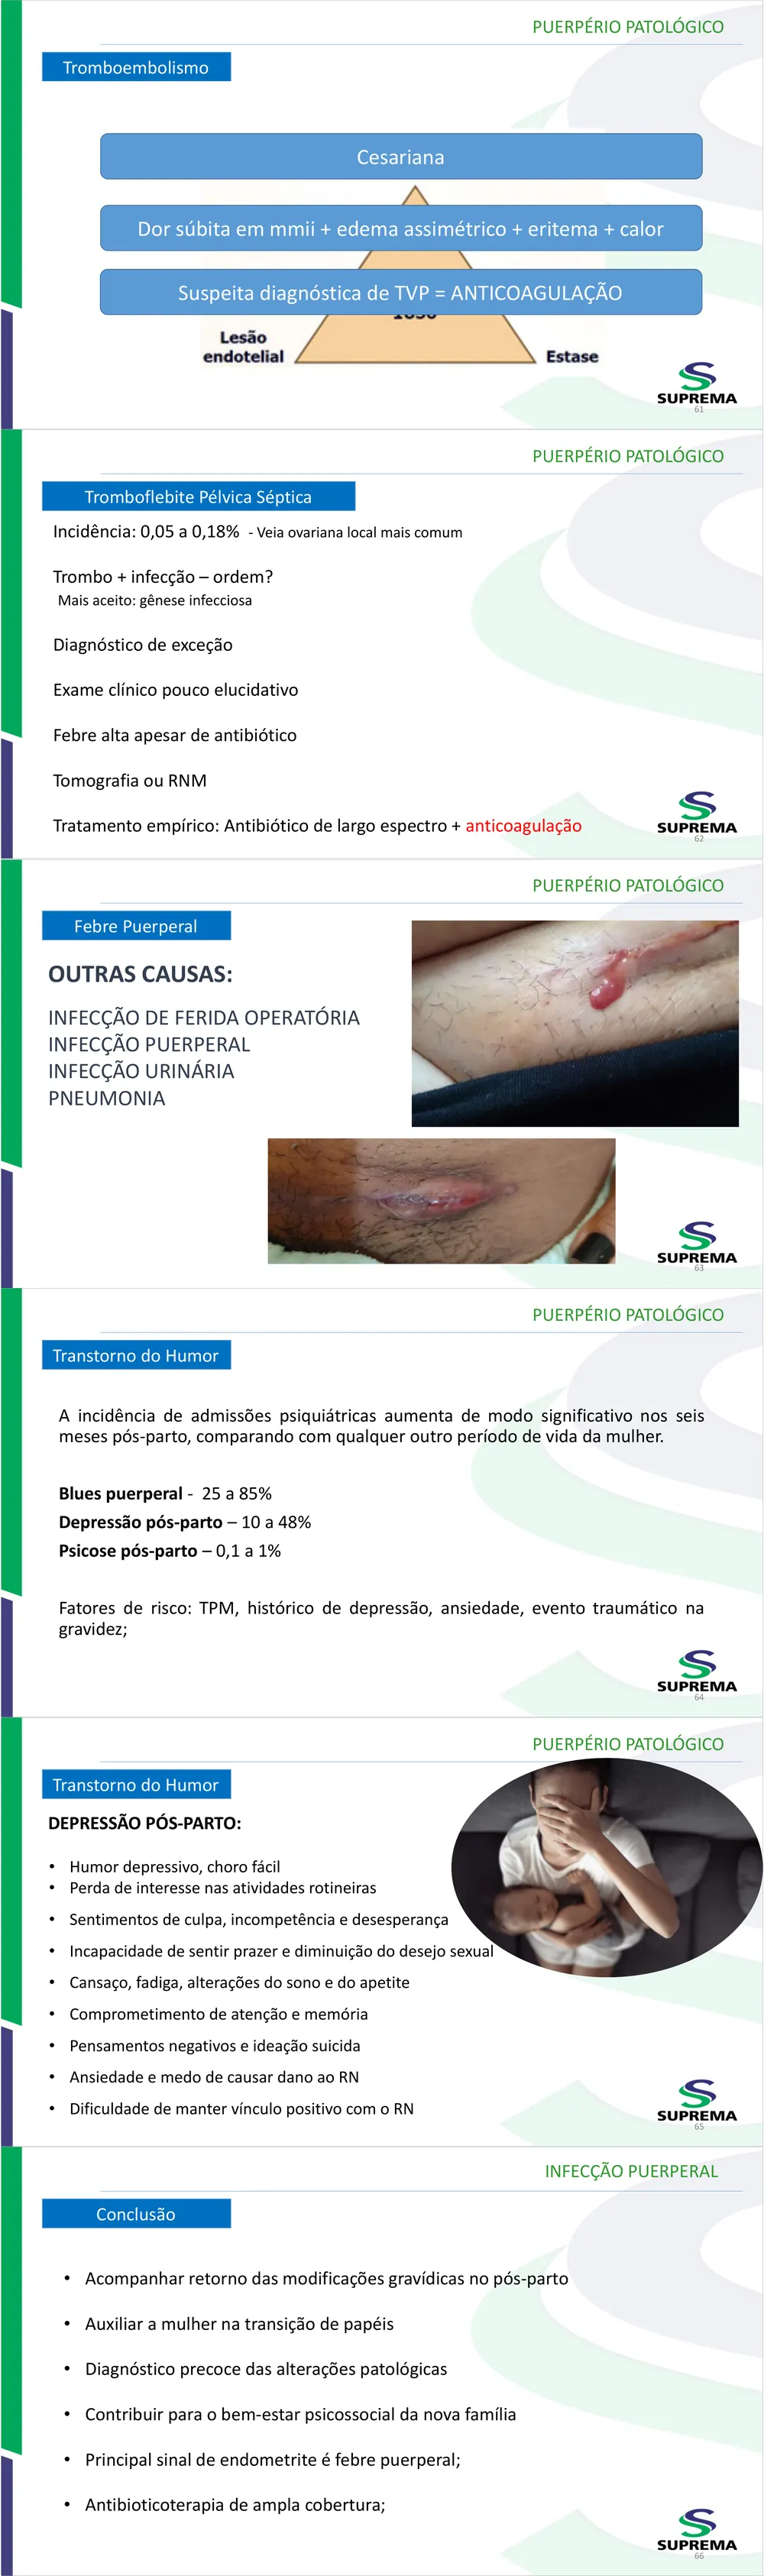 PUERPÉRIO PATOLÓGICO
Tromboembolismo
Cesariana
Dor súbita em mmii + edema assimétrico + eritema + calor
Suspeita diagnóstica de TVP = ANTICOAGULAÇÃO
Lesão
endotelial
Estase
SUPREMA
61
PUERPÉRIO PATOLÓGICO
Tromboflebite Pélvica Séptica
Incidência: 0,05 a 0,18% - Veia ovariana local mais comum
Trombo + infecção – ordem?
Mais aceito: gênese infecciosa
Diagnóstico de exceção
Exame clínico pouco elucidativo
Febre alta apesar de antibiótico
Tomografia ou RNM
Tratamento empírico: Antibiótico de largo espectro + anticoagulação
SUPREMA
62
PUERPÉRIO PATOLÓGICO
Febre Puerperal
OUTRAS CAUSAS:
INFECÇÃO DE FERIDA OPERATÓRIA
INFECÇÃO PUERPERAL
INFECÇÃO URINÁRIA
PNEUMONIA
SUPREMA
63
PUERPÉRIO PATOLÓGICO
Transtorno do Humor
A incidência de admissões psiquiátricas aumenta de modo significativo nos seis
meses pós-parto, comparando com qualquer outro período de vida da mulher.
Blues puerperal - 25 a 85%
Depressão pós-parto – 10 a 48%
Psicose pós-parto – 0,1 a 1%
Fatores de risco: TPM, histórico de depressão, ansiedade, evento traumático na
gravidez;
SUPREMA
64
PUERPÉRIO PATOLÓGICO
Transtorno do Humor
DEPRESSÃO PÓS-PARTO:
• Humor depressivo, choro fácil
• Perda de interesse nas atividades rotineiras
• Sentimentos de culpa, incompetência e desesperança
• Incapacidade de sentir prazer e diminuição do desejo sexual
• Cansaço, fadiga, alterações do sono e do apetite
• Comprometimento de atenção e memória
• Pensamentos negativos e ideação suicida
• Ansiedade e medo de causar dano ao RN
• Dificuldade de manter vínculo positivo com o RN
SUPREMA
65
INFECÇÃO PUERPERAL
Conclusão
• Acompanhar retorno das modificações gravídicas no pós-parto
• Auxiliar a mulher na transição de papéis
• Diagnóstico precoce das alterações patológicas
• Contribuir para o bem-estar psicossocial da nova família
• Principal sinal de endometrite é febre puerperal;
• Antibioticoterapia de ampla cobertura;
SUPREMA
66